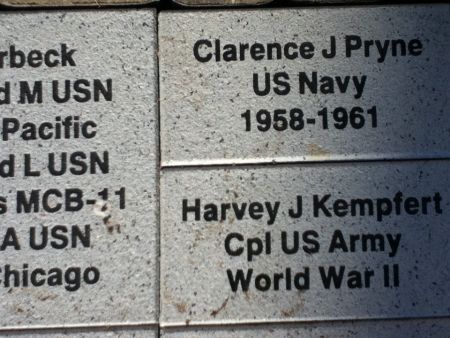 rbeck
d M USN
Pacific
d L USN
s MCB-11
A USN
hicago
Clarence J Pryne
US Navy
1958-1961
Harvey J Kempfert
Cpl US Army
World War II